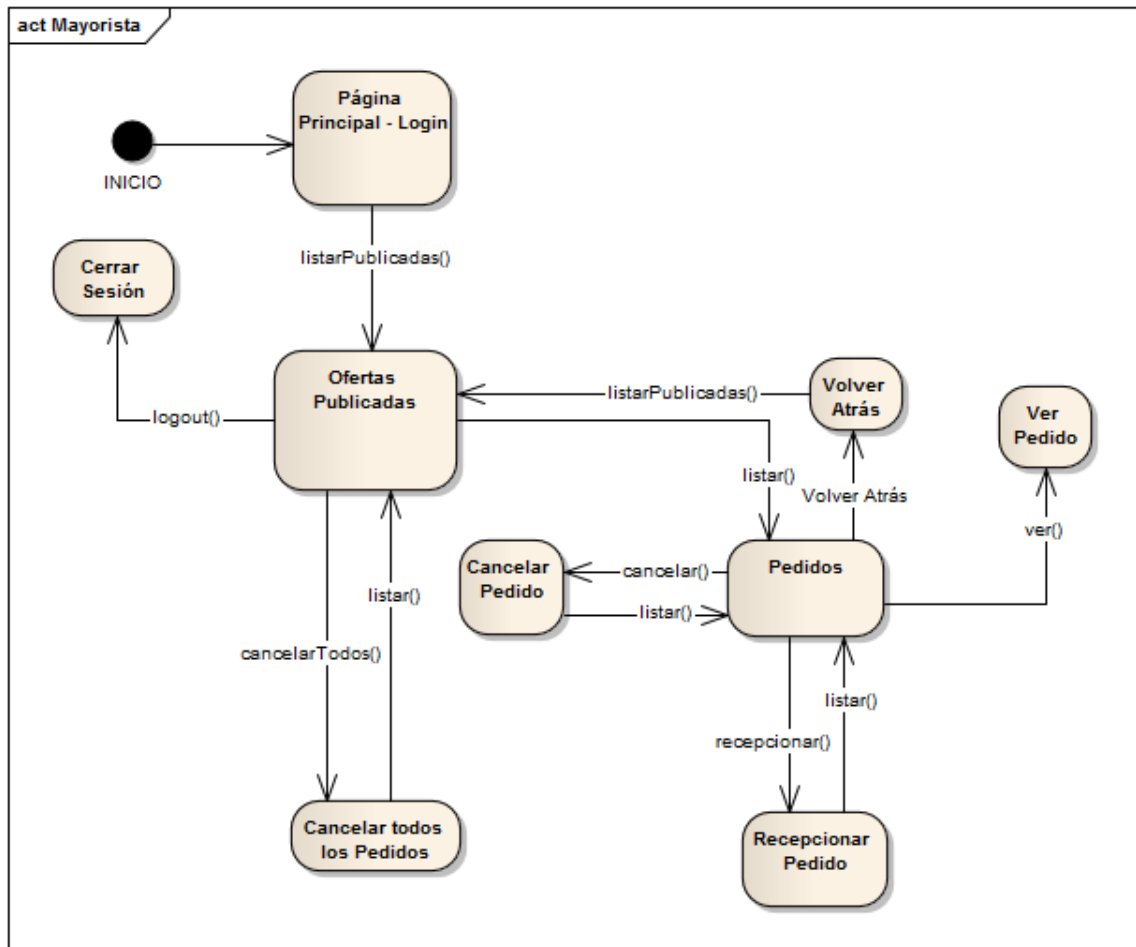 act Mayorista
Página
Principal - Login
INICIO
listarPublicadas()
Cerrar
Sesión
Ofertas
Publicadas
logout()
listarPublicadas()
Volver
Atrás
Ver
Pedido
listar()
Volver Atrás
ver()
Cancelar
Pedido
cancelar()
listar()
Pedidos
listar()
cancelarTodos()
listar()
recepcionar()
Cancelar todos
los Pedidos
Recepcionar
Pedido